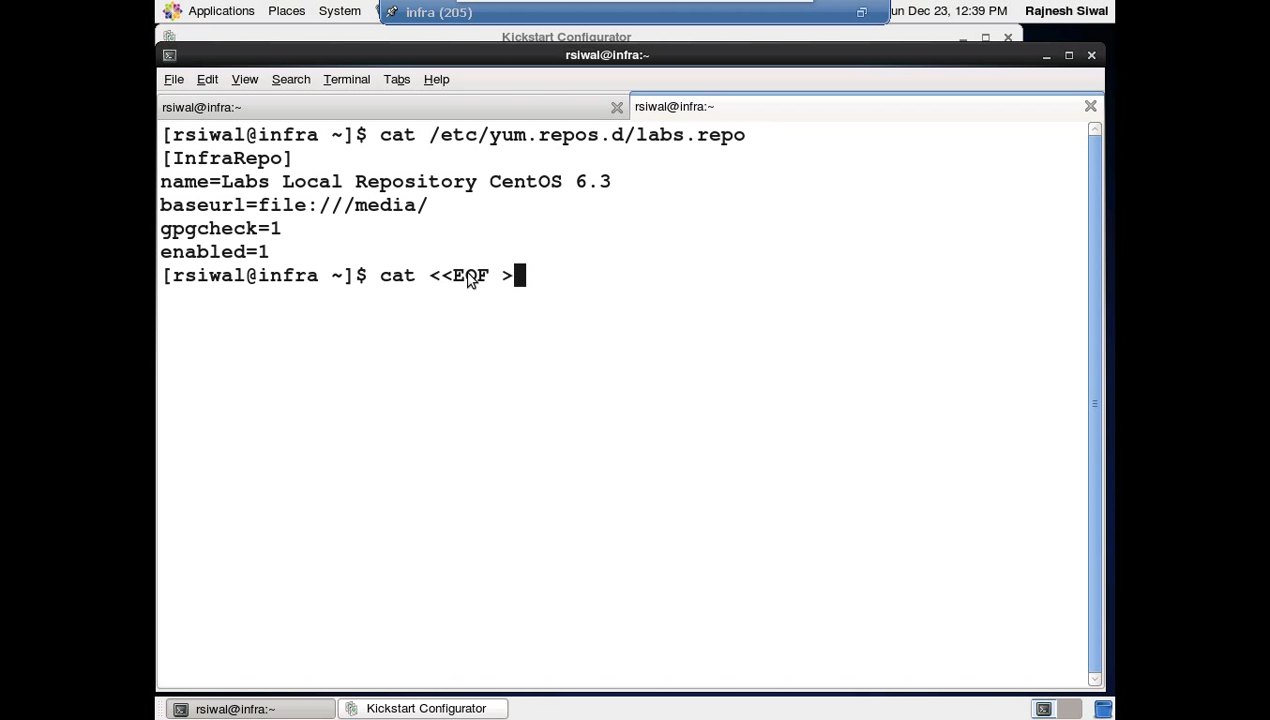 Applications Places System
infra (205)
un Dec 23, 12:39 PM Rajnesh Siwal
Kickstart Configurator
rsiwal@infra:~
File Edit View Search Terminal Tabs Help
rsiwal@infra:~ rsiwal@infra:~
[rsiwal@infra ~]$ cat /etc/yum.repos.d/labs.repo
[InfraRepo]
name=Labs Local Repository CentOS 6.3
baseurl=file:///media/
gpgcheck=1
enabled=1
[rsiwal@infra ~]$ cat <<EOF >
rsiwal@infra:~ Kickstart Configurator